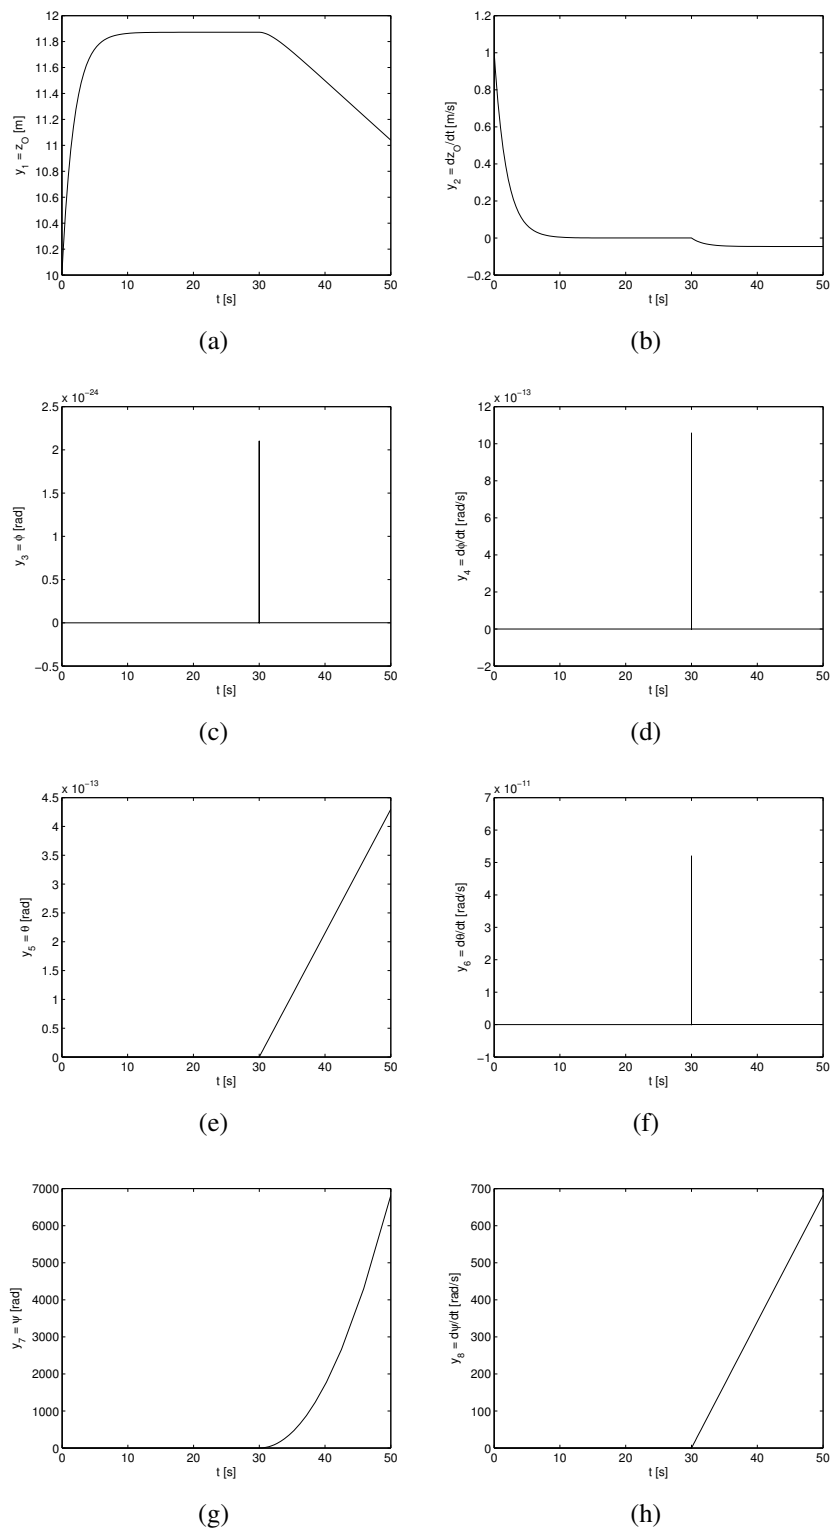 12
11.8
11.6
11.4
11.2
11
10.8
10.6
10.4
10.2
10
y1 = zO [m]
0 10 20 30 40 50
t [s]
(a)
1.2
1
0.8
0.6
0.4
0.2
0
−0.2
y2 = dzO/dt [m/s]
0 10 20 30 40 50
t [s]
(b)
x 10−24
2.5
2
1.5
1
0.5
0
−0.5
y3 = ϕ [rad]
0 10 20 30 40 50
t [s]
(c)
x 10−13
12
10
8
6
4
2
0
−2
y4 = dϕ/dt [rad/s]
0 10 20 30 40 50
t [s]
(d)
x 10−13
4.5
4
3.5
3
2.5
2
1.5
1
0.5
0
y5 = θ [rad]
0 10 20 30 40 50
t [s]
(e)
x 10−11
7
6
5
4
3
2
1
0
−1
y6 = dθ/dt [rad/s]
0 10 20 30 40 50
t [s]
(f)
7000
6000
5000
4000
3000
2000
1000
0
y7 = ψ [rad]
0 10 20 30 40 50
t [s]
(g)
700
600
500
400
300
200
100
0
y8 = dψ/dt [rad/s]
0 10 20 30 40 50
t [s]
(h)